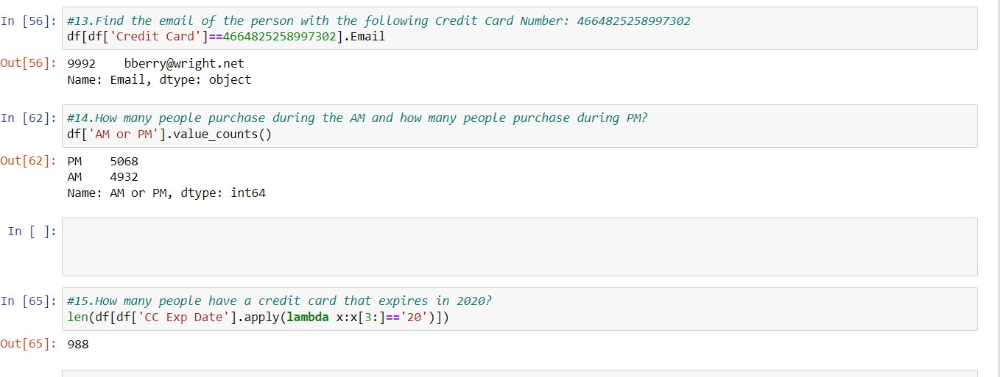 In [56]: #13.Find the email of the person with the following Credit Card Number: 4664825258997302
df[df['Credit Card']==4664825258997302].Email
Out[56]: 9992    bberry@wright.net
Name: Email, dtype: object
In [62]: #14.How many people purchase during the AM and how many people purchase during PM?
df['AM or PM'].value_counts()
Out[62]: PM    5068
AM    4932
Name: AM or PM, dtype: int64
In [ ]:
In [65]: #15.How many people have a credit card that expires in 2020?
len(df[df['CC Exp Date'].apply(lambda x:x[3:]=='20')])
Out[65]: 988